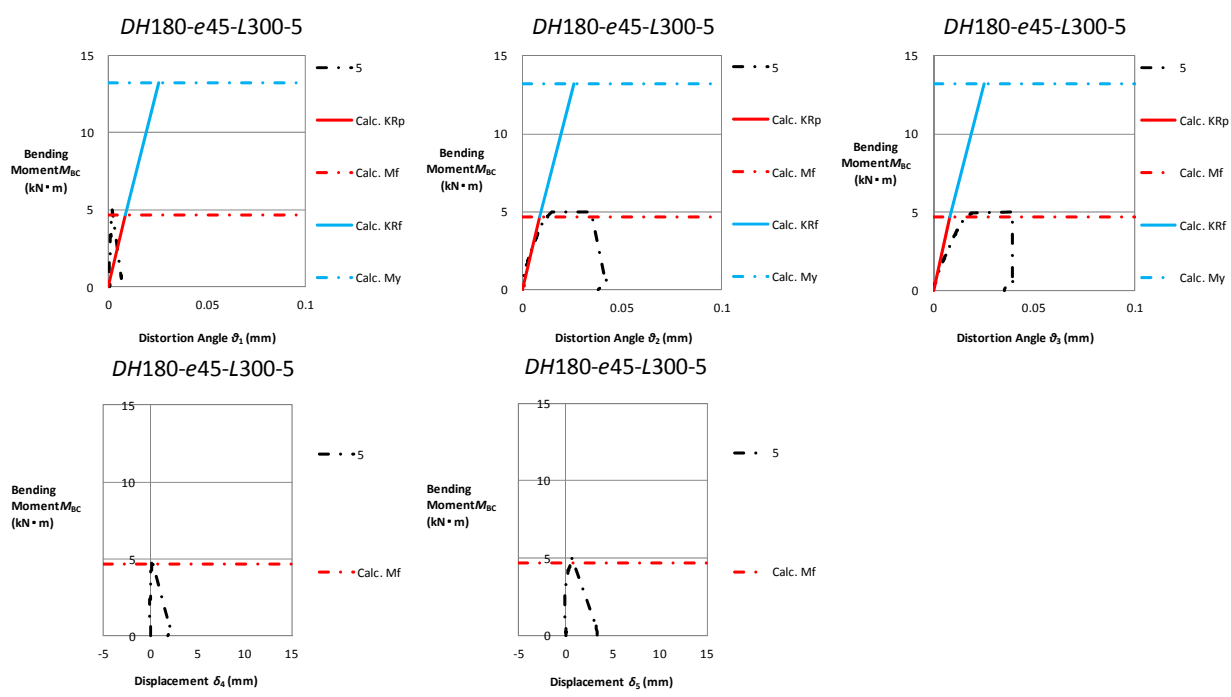 DH180-e45-L300-5
15
10
5
0
0
0.05
0.1
Bending
MomentM_BC
(kN・m)
Distortion Angle ϑ₁ (mm)
5
Calc. KRp
Calc. Mf
Calc. KRf
Calc. My
DH180-e45-L300-5
15
10
5
0
0
0.05
0.1
Bending
MomentM_BC
(kN・m)
Distortion Angle ϑ₂ (mm)
5
Calc. KRp
Calc. Mf
Calc. KRf
Calc. My
DH180-e45-L300-5
15
10
5
0
0
0.05
0.1
Bending
MomentM_BC
(kN・m)
Distortion Angle ϑ₃ (mm)
5
Calc. KRp
Calc. Mf
Calc. KRf
Calc. My
DH180-e45-L300-5
15
10
5
0
-5
0
5
10
15
Bending
MomentM_BC
(kN・m)
Displacement δ₄ (mm)
5
Calc. Mf
DH180-e45-L300-5
15
10
5
0
-5
0
5
10
15
Bending
MomentM_BC
(kN・m)
Displacement δ₅ (mm)
5
Calc. Mf